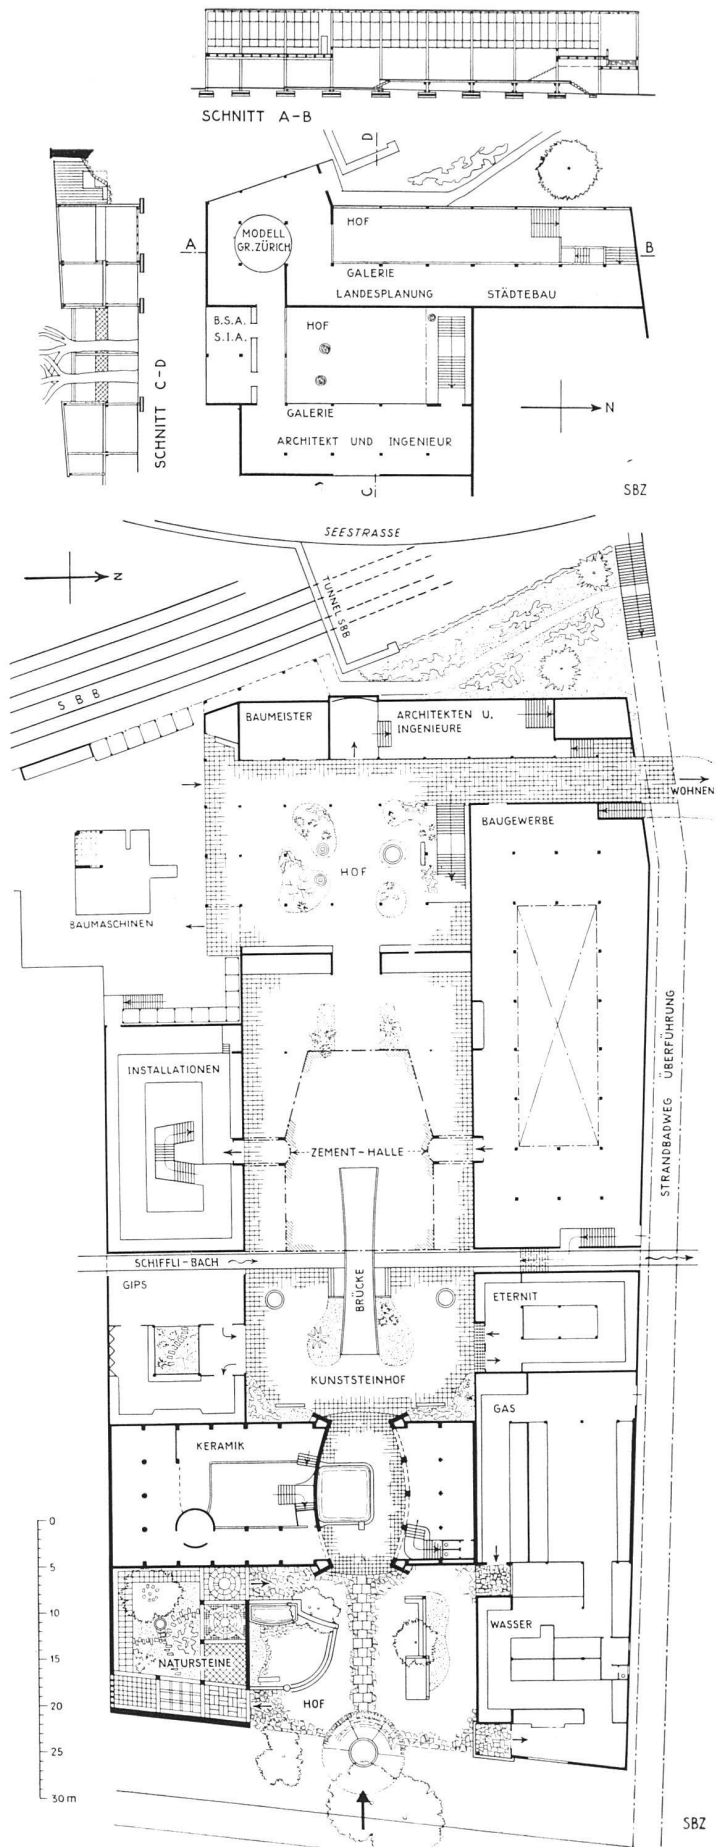 SCHNITT A-B
D
HOF
MODELL
GR. ZÜRICH
A
B
GALERIE
LANDESPLANUNG STÄDTEBAU
B.S.A.
S.I.A.
HOF
SCHNITT C-D
GALERIE
ARCHITEKT UND INGENIEUR
N
C
SBZ
SEESTRASSE
N
TUNNEL SBB
SBB
BAUMEISTER
ARCHITEKTEN U.
INGENIEURE
WOHNEN
BAUGEWERBE
HOF
BAUMASCHINEN
INSTALLATIONEN
ZEMENT-HALLE
STRANDBADWEG ÜBERFÜHRUNG
SCHIFFLI-BACH
GIPS
BRÜCKE
ETERNIT
KUNSTSTEINHOF
GAS
KERAMIK
0
5
10
15
20
25
30 m
WASSER
NATURSTEINE
HOF
SBZ